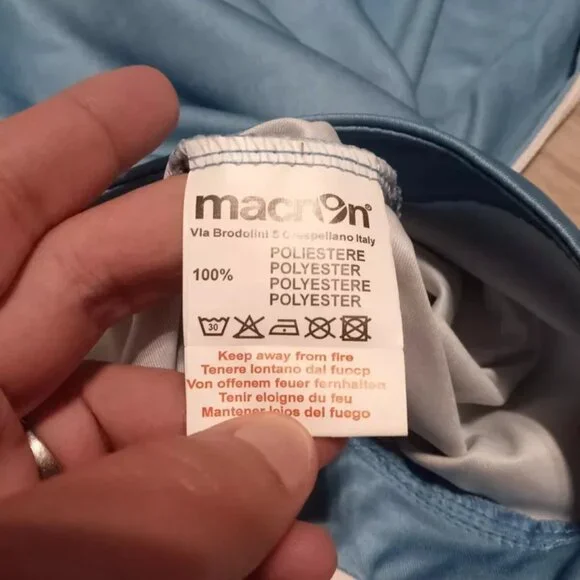 macron®
Via Brodolini 5 Crespellano Italy
100%
POLIESTERE
POLYESTER
POLYESTERE
POLYESTER
30
Keep away from fire
Tenere lontano dal fuocp
Von offenem feuer fernhalten
Tenir eloigne du feu
Mantener lejos del fuego